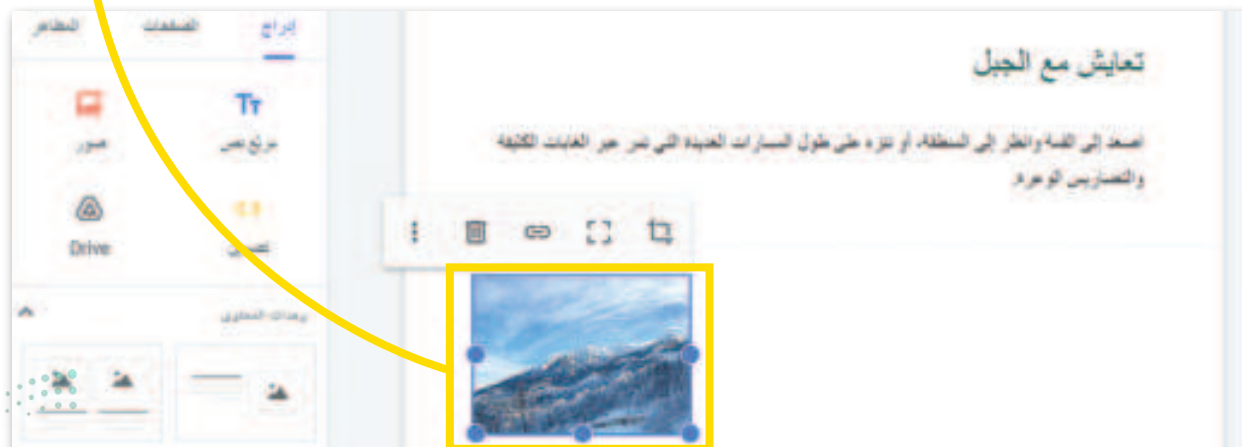 إدراج
الصفحات
المظاهر
تعايش مع الجبل
Tт
مربع نص
صور
اصعد إلى القمة وانظر إلى المنطقة، أو تنزه على طول المسارات العديدة التي تمر عبر الغابات الكثيفة
والتضاريس الوعرة.
تضمين
Drive
وحدات المحتوى